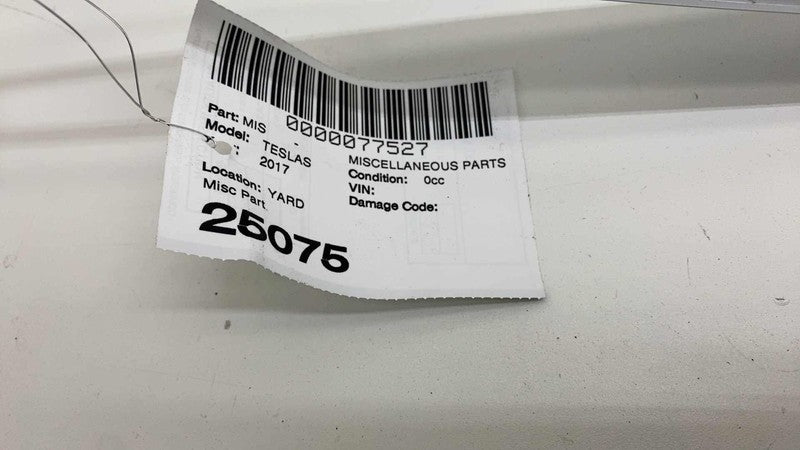 0000077527
Part: MIS -
MISCELLANEOUS PARTS
Model: TESLAS
Condition: 0cc
: 2017
VIN:
Location: YARD
Damage Code:
Misc Part
25075